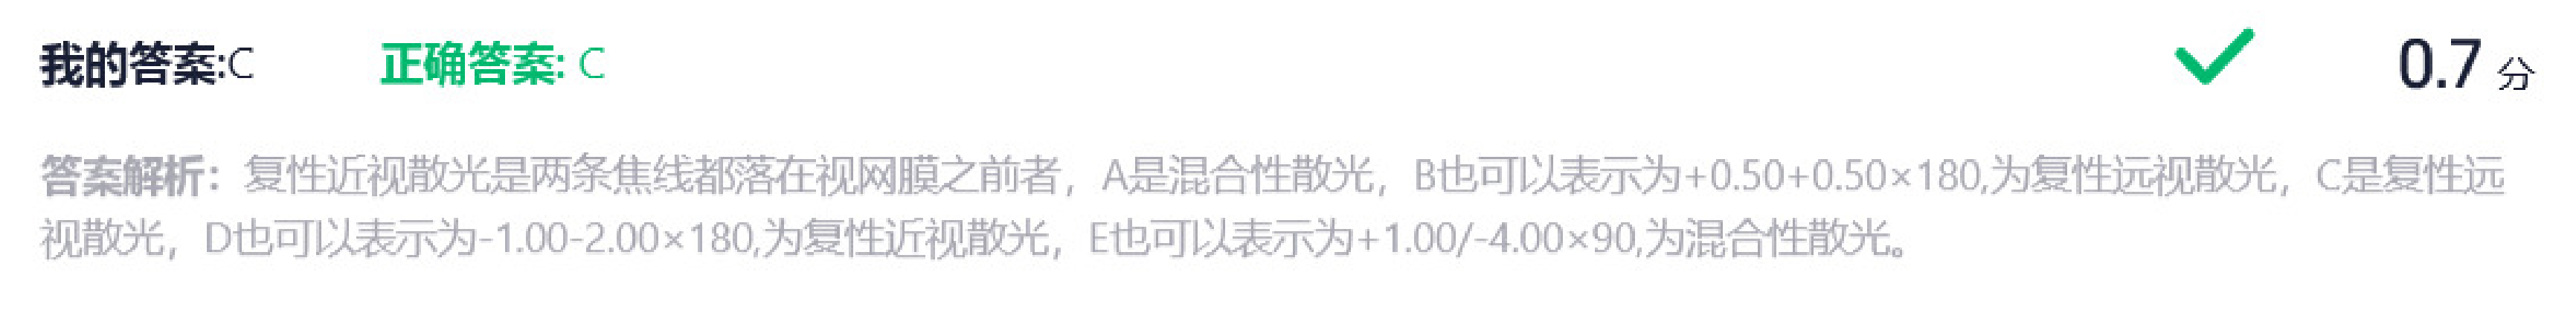 我的答案:C 正确答案: C 0.7 分
答案解析：复性近视散光是两条焦线都落在视网膜之前者，A是混合性散光，B也可以表示为+0.50+0.50×180,为复性远视散光，C是复性远
视散光，D也可以表示为-1.00-2.00×180,为复性近视散光，E也可以表示为+1.00/-4.00×90,为混合性散光。